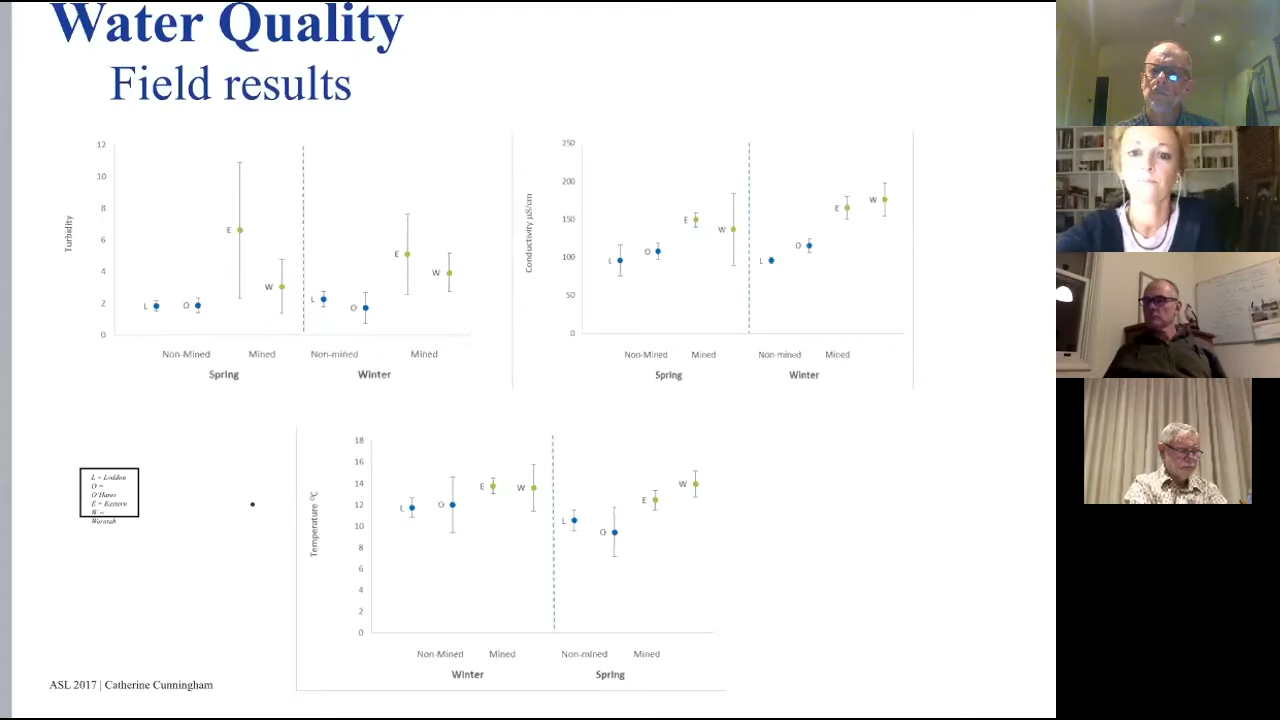 Water Quality
Field results
12
10
8
6
4
2
0
Turbidity
L
O
E
W
L
O
E
W
Non-Mined
Mined
Non-mined
Mined
Spring
Winter
250
200
150
100
50
0
Conductivity µS/cm
L
O
E
W
L
O
E
W
Non-Mined
Mined
Non-mined
Mined
Spring
Winter
L = Loddon
O =
O'Hares
E = Eastern
W =
Waratah
18
16
14
12
10
8
6
4
2
0
Temperature ⁰C
L
O
E
W
L
O
E
W
Non-Mined
Mined
Non-mined
Mined
Winter
Spring
ASL 2017 | Catherine Cunningham